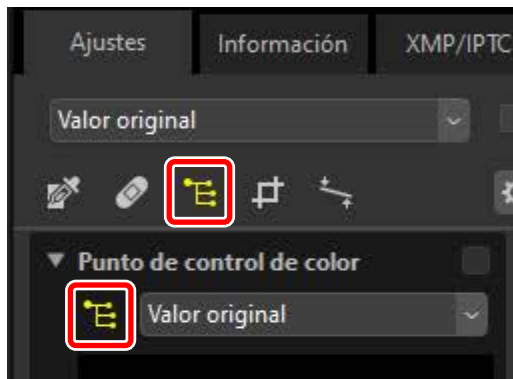 Ajustes Información XMP/IPTC
Valor original
Punto de control de color
Valor original